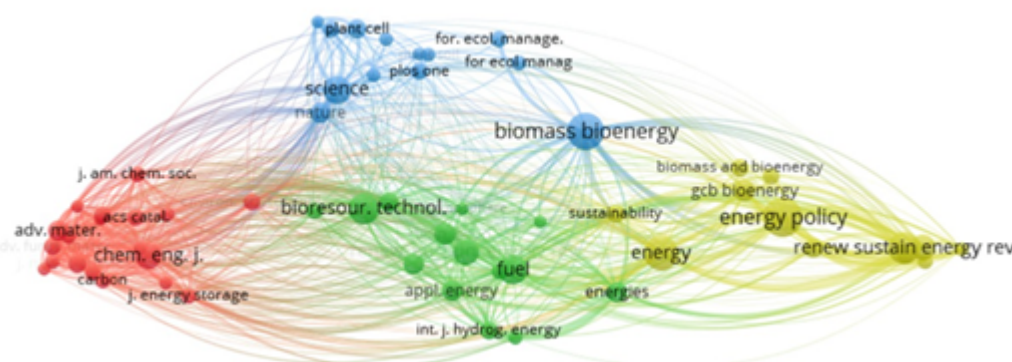 plant cell
for. ecol. manage.
for ecol manag
plos one
science
nature
biomass bioenergy
j. am. chem. soc.
biomass and bioenergy
gcb bioenergy
acs catal.
bioresour. technol.
sustainability
energy policy
adv. mater.
renew sustain energy rev
chem. eng. j.
energy
fuel
carbon
appl. energy
energies
j. energy storage
int. j. hydrog. energy